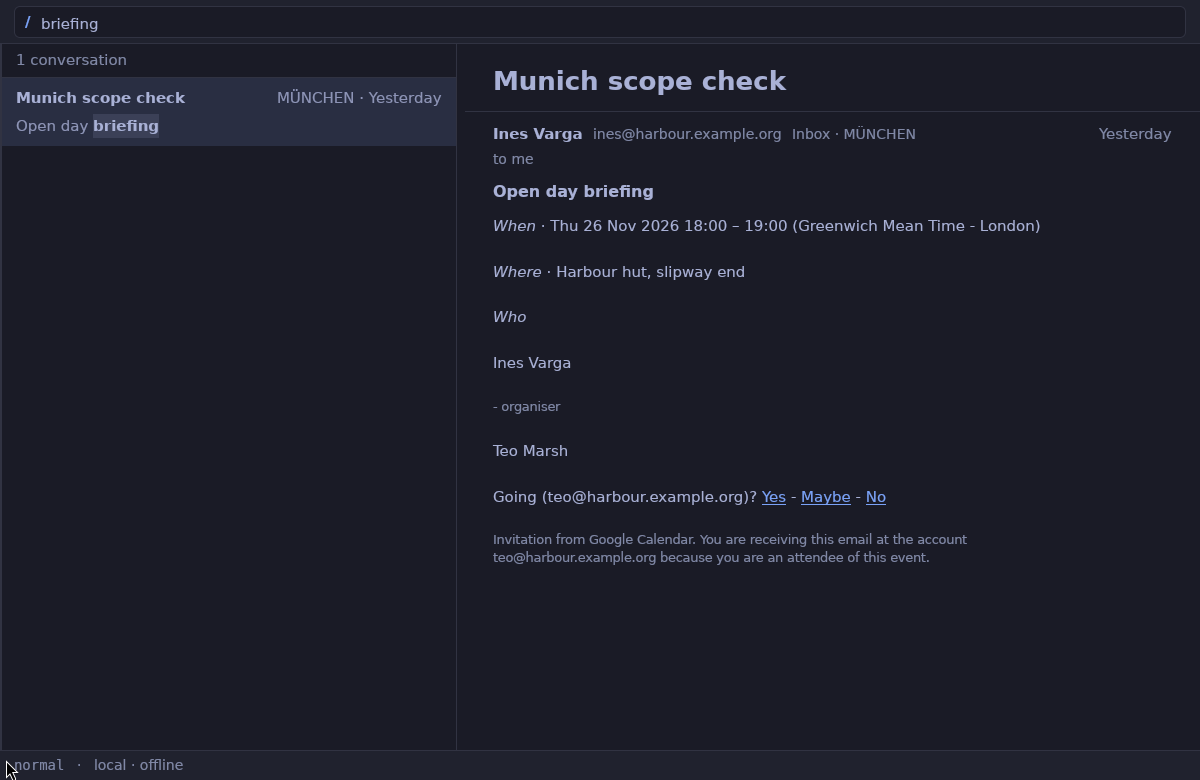 / briefing
1 conversation
Munich scope check MÜNCHEN · Yesterday
Open day briefing
Munich scope check
Ines Varga ines@harbour.example.org Inbox · MÜNCHEN Yesterday
to me
Open day briefing
When · Thu 26 Nov 2026 18:00 – 19:00 (Greenwich Mean Time - London)
Where · Harbour hut, slipway end
Who
Ines Varga
- organiser
Teo Marsh
Going (teo@harbour.example.org)? Yes - Maybe - No
Invitation from Google Calendar. You are receiving this email at the account
teo@harbour.example.org because you are an attendee of this event.
normal · local · offline